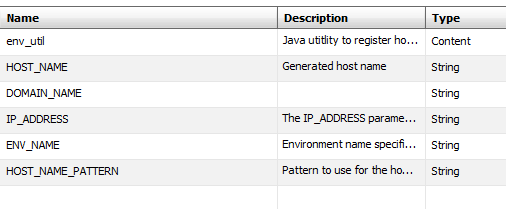 Name Description Type
env_util Java utitlity to register ho... Content
HOST_NAME Generated host name String
DOMAIN_NAME String
IP_ADDRESS The IP_ADDRESS parame... String
ENV_NAME Environment name specifi... String
HOST_NAME_PATTERN Pattern to use for the ho... String